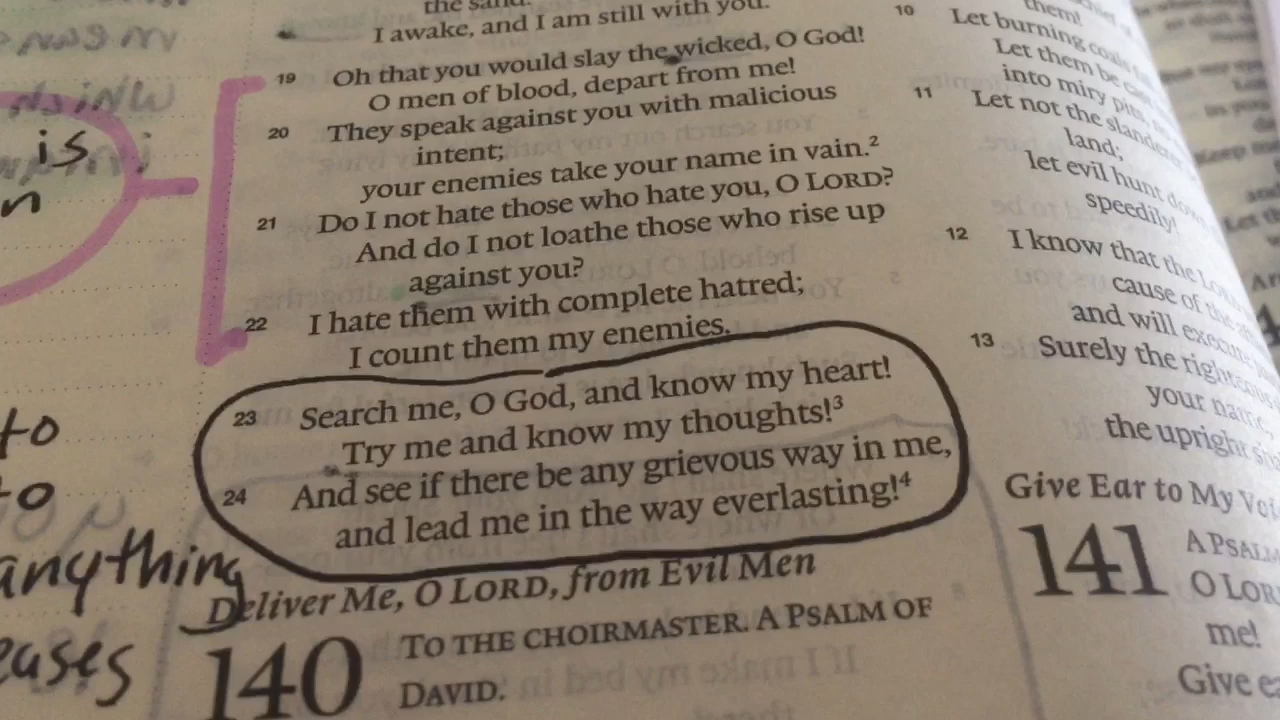 the sand.
I awake, and I am still with you.
19 Oh that you would slay the wicked, O God!
O men of blood, depart from me!
20 They speak against you with malicious
intent;
your enemies take your name in vain.²
21 Do I not hate those who hate you, O LORD?
And do I not loathe those who rise up
against you?
22 I hate them with complete hatred;
I count them my enemies.
23 Search me, O God, and know my heart!
Try me and know my thoughts!³
24 And see if there be any grievous way in me,
and lead me in the way everlasting!⁴
Deliver Me, O LORD, from Evil Men
140 TO THE CHOIRMASTER. A PSALM OF
DAVID.
them!
10 Let burning coals
Let them be
into miry pits,
11 Let not the slanderer
land;
let evil hunt down
speedily!
12 I know that the LORD
cause of the
and will execute
13 Surely the righteous
your name,
the upright
Give Ear to My
141 A PSALM
O LOR
me!
Give
is
n
to
to
anything
eases